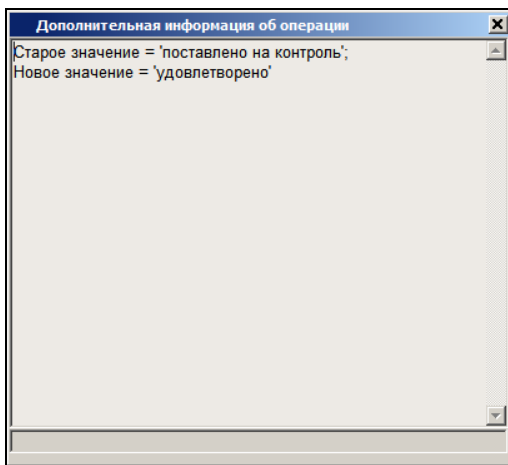 Дополнительная информация об операции
Старое значение = 'поставлено на контроль';
Новое значение = 'удовлетворено'